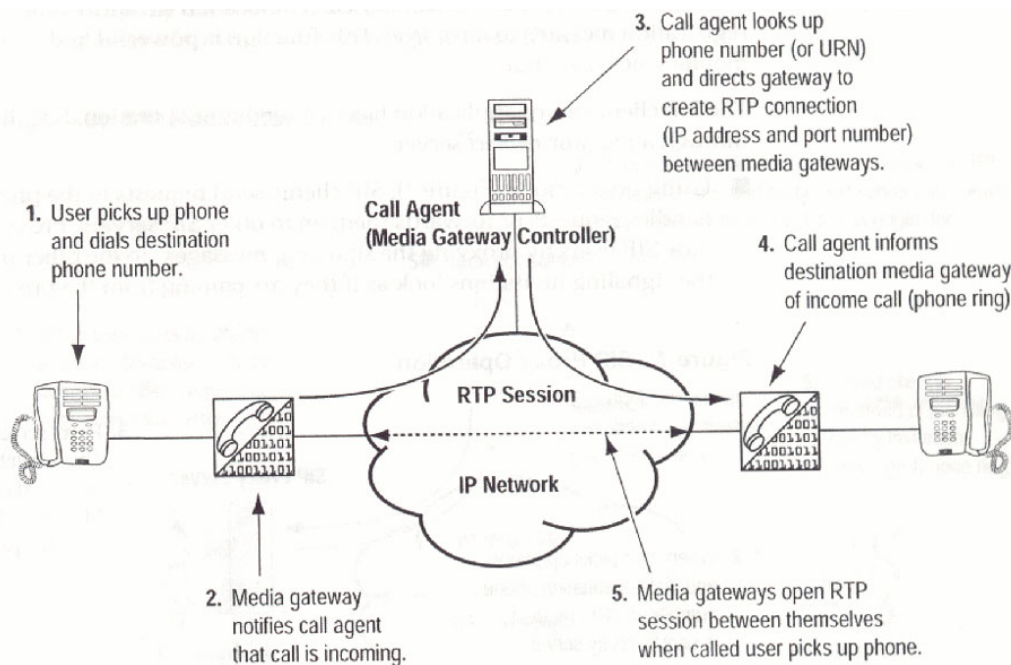 3. Call agent looks up
phone number (or URN)
and directs gateway to
create RTP connection
(IP address and port number)
between media gateways.
1. User picks up phone
and dials destination
phone number.
Call Agent
(Media Gateway Controller)
4. Call agent informs
destination media gateway
of income call (phone ring)
RTP Session
IP Network
2. Media gateway
notifies call agent
that call is incoming.
5. Media gateways open RTP
session between themselves
when called user picks up phone.